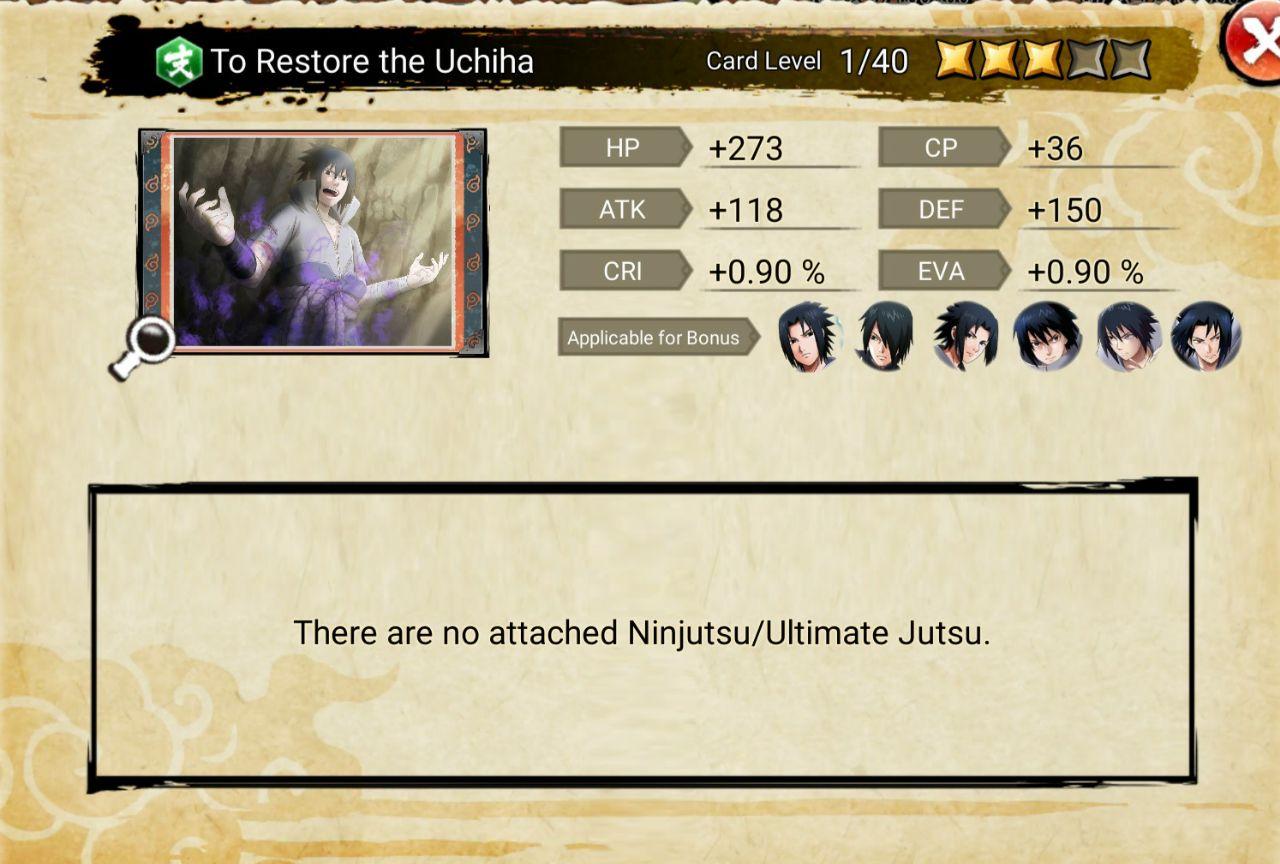 支 To Restore the Uchiha Card Level 1/40
HP +273 CP +36
ATK +118 DEF +150
CRI +0.90 % EVA +0.90 %
Applicable for Bonus
There are no attached Ninjutsu/Ultimate Jutsu.